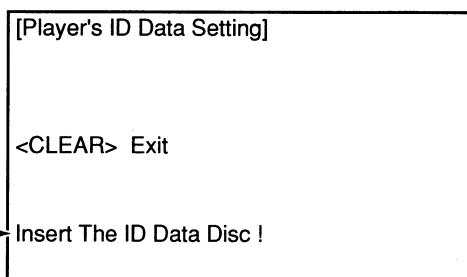 [Player's ID Data Setting]
<CLEAR> Exit
Insert The ID Data Disc !